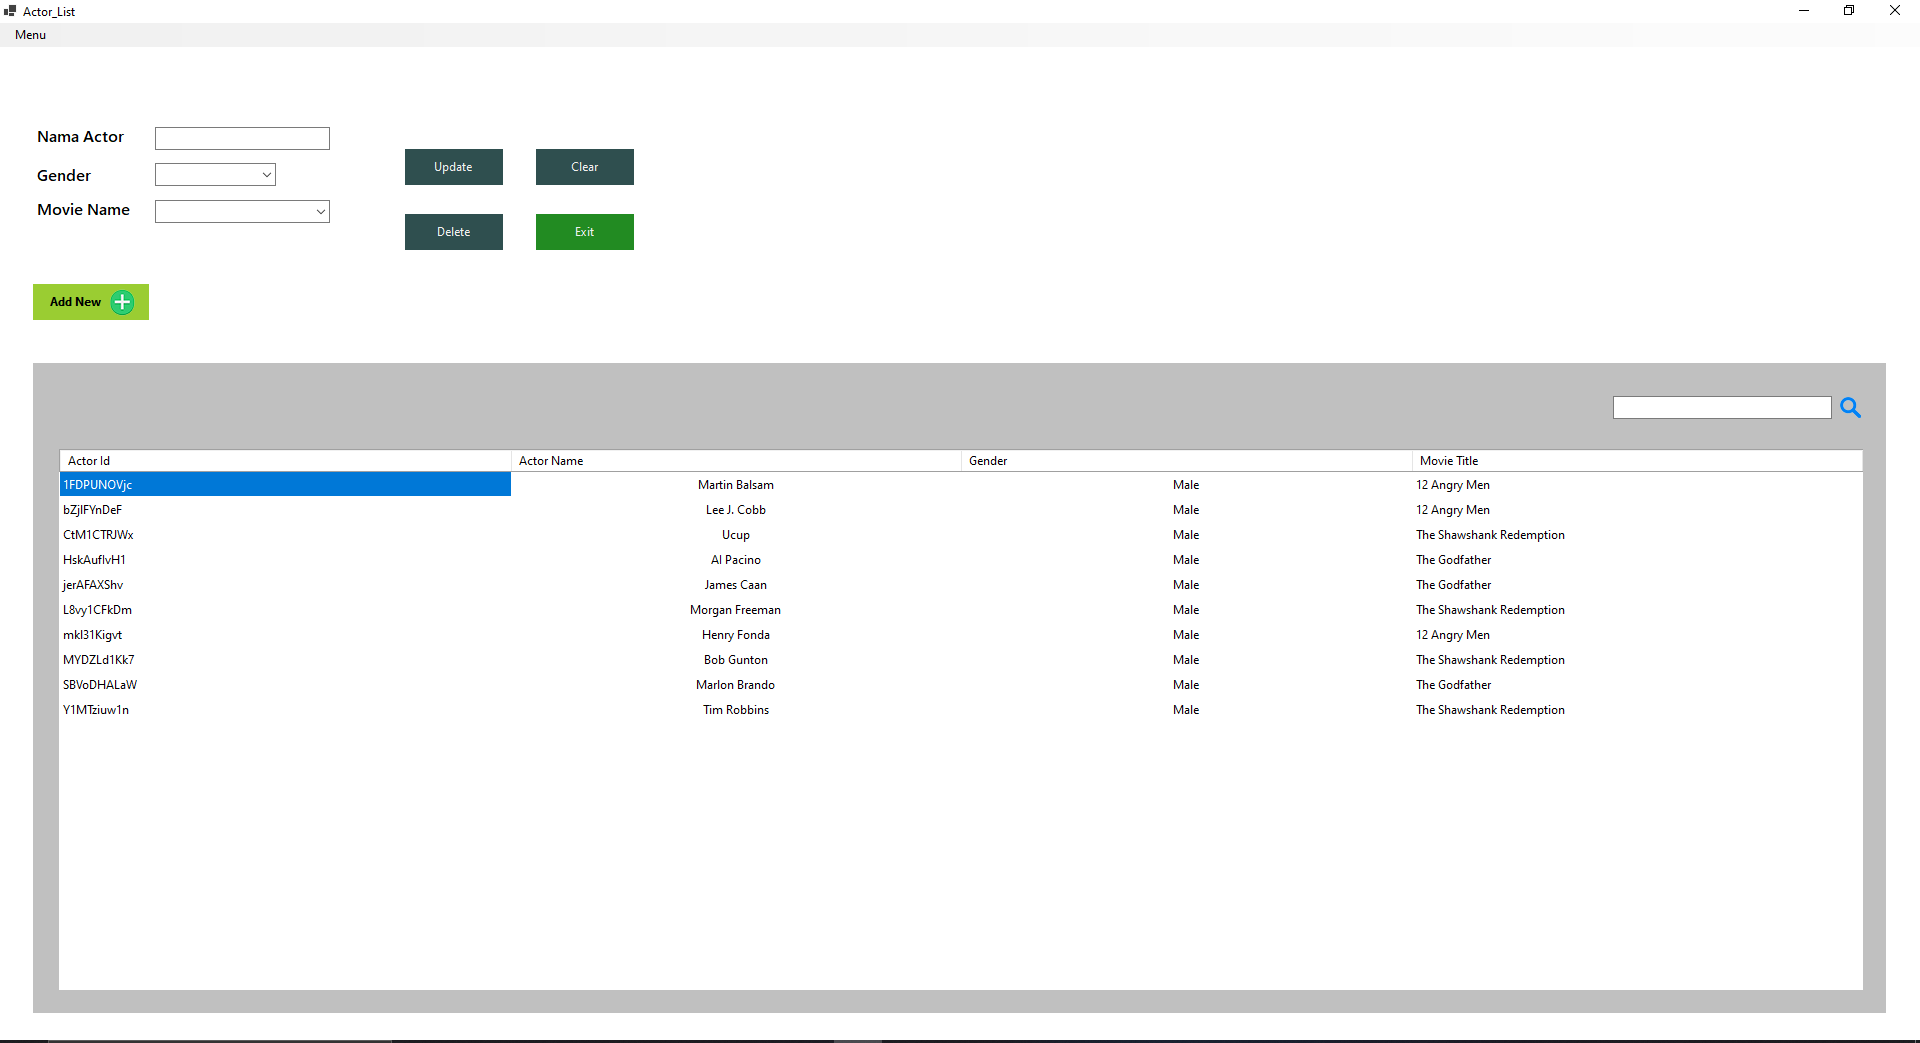 Actor_List
Menu
Nama Actor
Gender
Movie Name
Update
Clear
Delete
Exit
Add New
Actor Id Actor Name Gender Movie Title
1FDPUNOVjc Martin Balsam Male 12 Angry Men
bZjIFYnDeF Lee J. Cobb Male 12 Angry Men
CtM1CTRJWx Ucup Male The Shawshank Redemption
HskAufIvH1 Al Pacino Male The Godfather
jerAFAXShv James Caan Male The Godfather
L8vy1CFkDm Morgan Freeman Male The Shawshank Redemption
mkI31Kigvt Henry Fonda Male 12 Angry Men
MYDZLd1Kk7 Bob Gunton Male The Shawshank Redemption
SBVoDHALaW Marlon Brando Male The Godfather
Y1MTziuw1n Tim Robbins Male The Shawshank Redemption